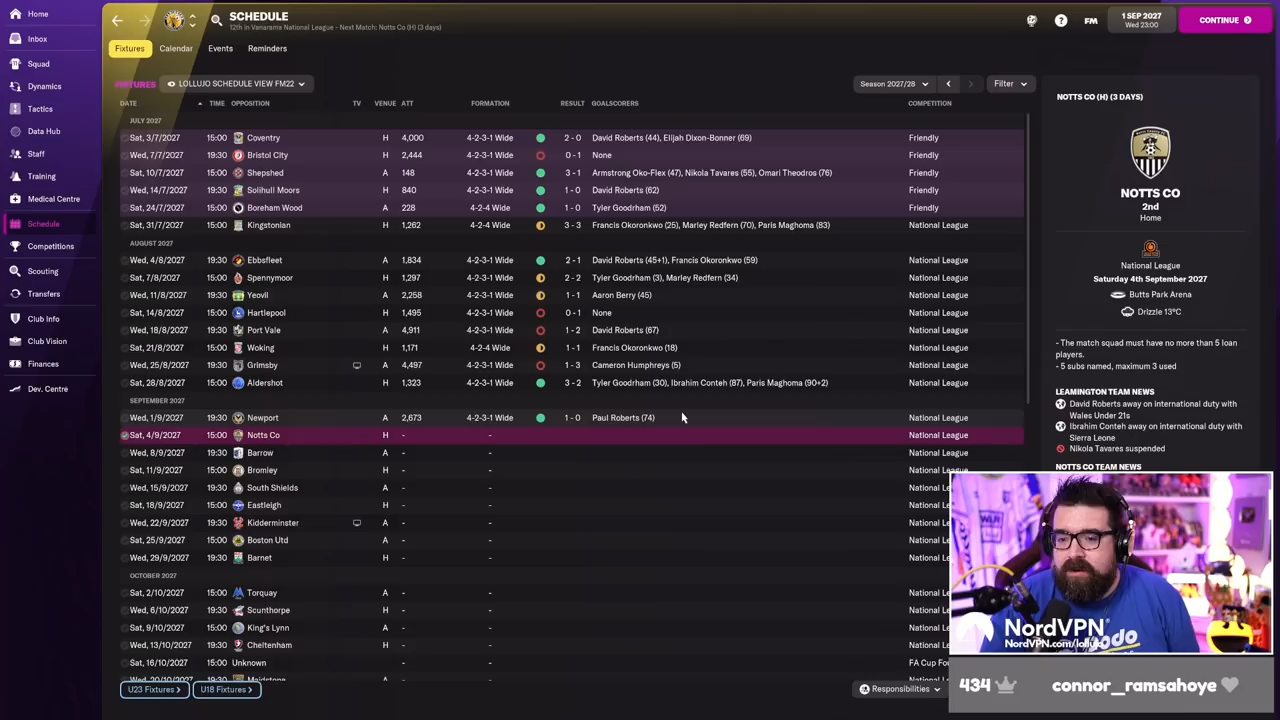 Home
Inbox
Squad
Dynamics
Tactics
Data Hub
Staff
Training
Medical Centre
Schedule
Competitions
Scouting
Transfers
Club Info
Club Vision
Finances
Dev. Centre
SCHEDULE
12th in Vanarama National League - Next Match: Notts Co (H) (3 days)
FM
1 SEP 2027
Wed 23:00
CONTINUE
Fixtures Calendar Events Reminders
FIXTURES LOLLUJO SCHEDULE VIEW FM22 Season 2027/28 Filter
DATE TIME OPPOSITION TV VENUE ATT FORMATION RESULT GOALSCORERS COMPETITION
JULY 2027
Sat, 3/7/2027 15:00 Coventry H 4,000 4-2-3-1 Wide 2 - 0 David Roberts (44), Elijah Dixon-Bonner (69) Friendly
Wed, 7/7/2027 19:30 Bristol City H 2,444 4-2-3-1 Wide 0 - 1 None Friendly
Sat, 10/7/2027 15:00 Shepshed A 148 4-2-3-1 Wide 3 - 1 Armstrong Oko-Flex (47), Nikola Tavares (55), Omari Theodros (76) Friendly
Wed, 14/7/2027 19:30 Solihull Moors H 840 4-2-3-1 Wide 1 - 0 David Roberts (62) Friendly
Sat, 24/7/2027 15:00 Boreham Wood A 228 4-2-4 Wide 1 - 0 Tyler Goodrham (52) Friendly
Sat, 31/7/2027 15:00 Kingstonian H 1,262 4-2-4 Wide 3 - 3 Francis Okoronkwo (25), Marley Redfern (70), Paris Maghoma (83) National League
AUGUST 2027
Wed, 4/8/2027 19:30 Ebbsfleet A 1,834 4-2-3-1 Wide 2 - 1 David Roberts (45+1), Francis Okoronkwo (59) National League
Sat, 7/8/2027 15:00 Spennymoor H 1,297 4-2-3-1 Wide 2 - 2 Tyler Goodrham (3), Marley Redfern (34) National League
Wed, 11/8/2027 19:30 Yeovil A 2,258 4-2-3-1 Wide 1 - 1 Aaron Berry (45) National League
Sat, 14/8/2027 15:00 Hartlepool H 1,495 4-2-3-1 Wide 0 - 1 None National League
Wed, 18/8/2027 19:30 Port Vale A 4,911 4-2-3-1 Wide 1 - 2 David Roberts (67) National League
Sat, 21/8/2027 15:00 Woking H 1,171 4-2-4 Wide 1 - 1 Francis Okoronkwo (18) National League
Wed, 25/8/2027 19:30 Grimsby A 4,497 4-2-3-1 Wide 1 - 3 Cameron Humphreys (5) National League
Sat, 28/8/2027 15:00 Aldershot H 1,323 4-2-3-1 Wide 3 - 2 Tyler Goodrham (30), Ibrahim Conteh (87), Paris Maghoma (90+2) National League
SEPTEMBER 2027
Wed, 1/9/2027 19:30 Newport A 2,673 4-2-3-1 Wide 1 - 0 Paul Roberts (74) National League
Sat, 4/9/2027 15:00 Notts Co H - - National League
Wed, 8/9/2027 19:30 Barrow A - - National League
Sat, 11/9/2027 15:00 Bromley H - - National League
Wed, 15/9/2027 19:30 South Shields A - - National Le
Sat, 18/9/2027 15:00 Eastleigh H - - National Le
Wed, 22/9/2027 19:30 Kidderminster A - - National Le
Sat, 25/9/2027 15:00 Boston Utd A - - National Le
Wed, 29/9/2027 19:30 Barnet H - - National Le
OCTOBER 2027
Sat, 2/10/2027 15:00 Torquay A - - National Le
Wed, 6/10/2027 19:30 Scunthorpe H - - National Le
Sat, 9/10/2027 15:00 King's Lynn A - - National Le
Wed, 13/10/2027 19:30 Cheltenham H - - National Le
Sat, 16/10/2027 15:00 Unknown - - FA Cup Fou
Wed, 20/10/2027 19:30 Maidstone A - - National Le
U23 Fixtures U18 Fixtures Responsibilities
NOTTS CO (H) (3 DAYS)
NOTTS CO
2nd
Home
National League
Saturday 4th September 2027
Butts Park Arena
Drizzle 13°C
- The match squad must have no more than 5 loan
players.
- 5 subs named, maximum 3 used
LEAMINGTON TEAM NEWS
David Roberts away on international duty with
Wales Under 21s
Ibrahim Conteh away on international duty with
Sierra Leone
Nikola Tavares suspended
NOTTS CO TEAM NEWS
NordVPN®
NordVPN.com/lollujo
434 connor_ramsahoye